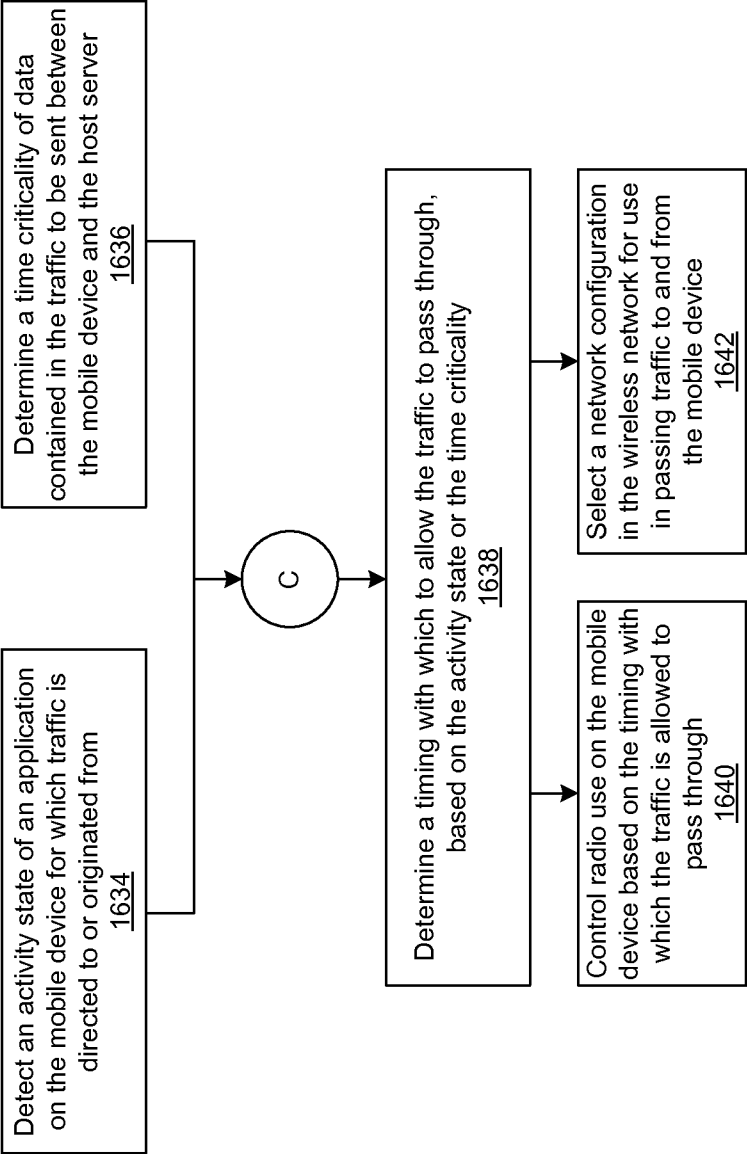 Detect an activity state of an application
on the mobile device for which traffic is
directed to or originated from
1634
Determine a time criticality of data
contained in the traffic to be sent between
the mobile device and the host server
1636
C
Determine a timing with which to allow the traffic to pass through,
based on the activity state or the time criticality
1638
Control radio use on the mobile
device based on the timing with
which the traffic is allowed to
pass through
1640
Select a network configuration
in the wireless network for use
in passing traffic to and from
the mobile device
1642